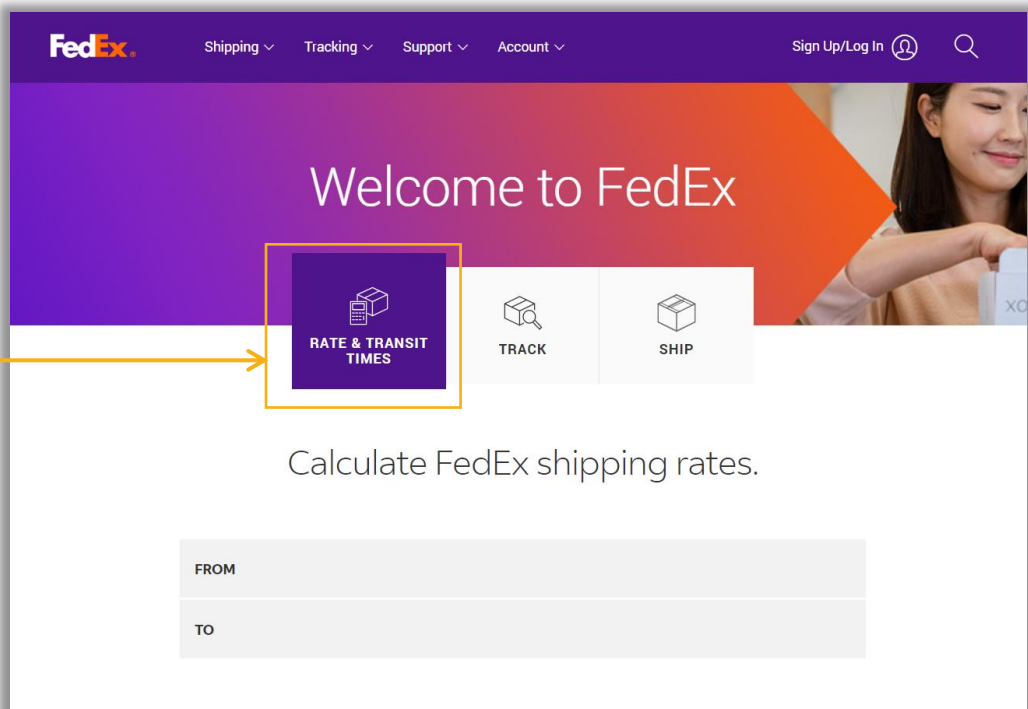 FedEx®
Shipping Tracking Support Account Sign Up/Log In
Welcome to FedEx
RATE & TRANSIT
TIMES
TRACK
SHIP
Calculate FedEx shipping rates.
FROM
TO